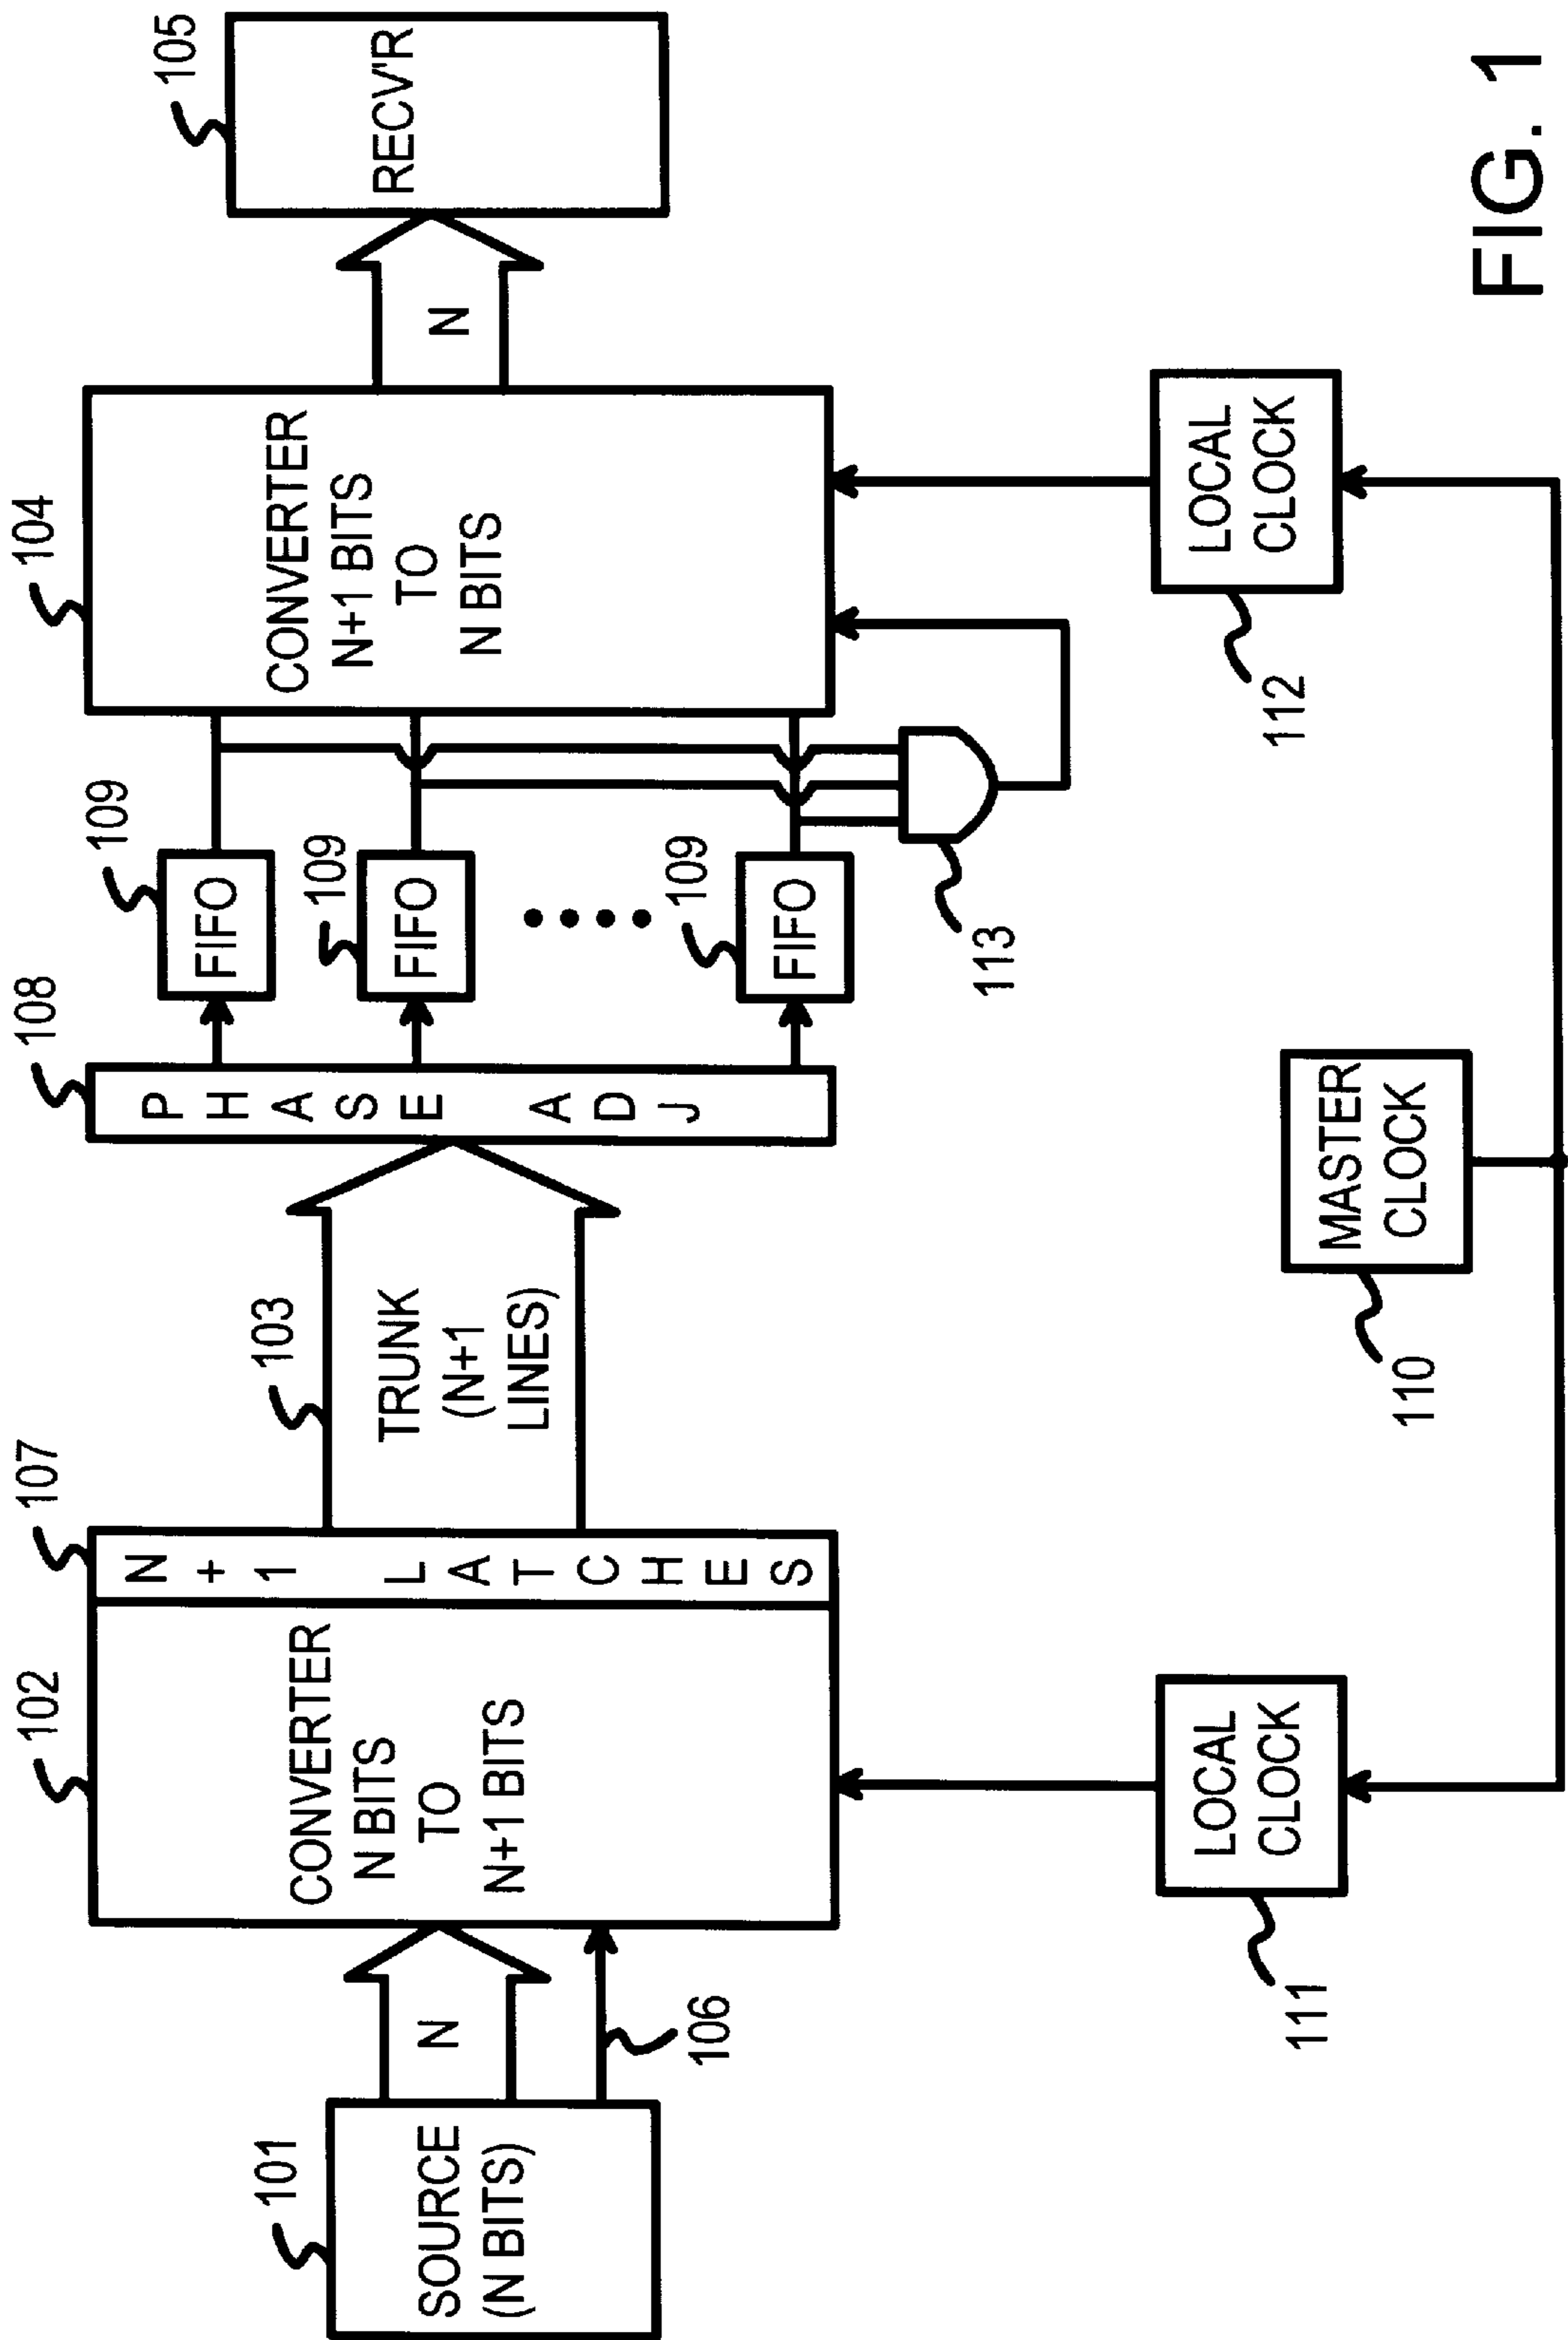 101
SOURCE
(N BITS)
N
106
102
CONVERTER
N BITS
TO
N+1 BITS
107
N+1 LATCHES
103
TRUNK
(N+1
LINES)
108
PHASE ADJ
109
FIFO
109
FIFO
109
FIFO
113
104
CONVERTER
N+1 BITS
TO
N BITS
N
105
RECV'R
111
LOCAL
CLOCK
110
MASTER
CLOCK
112
LOCAL
CLOCK
FIG. 1